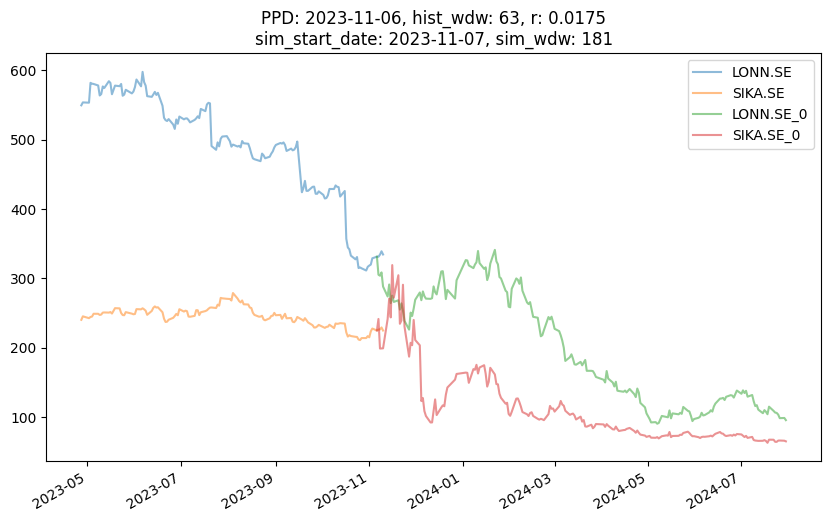 PPD: 2023-11-06, hist_wdw: 63, r: 0.0175
sim_start_date: 2023-11-07, sim_wdw: 181
LONN.SE
SIKA.SE
LONN.SE_0
SIKA.SE_0
600
500
400
300
200
100
2023-05
2023-07
2023-09
2023-11
2024-01
2024-03
2024-05
2024-07